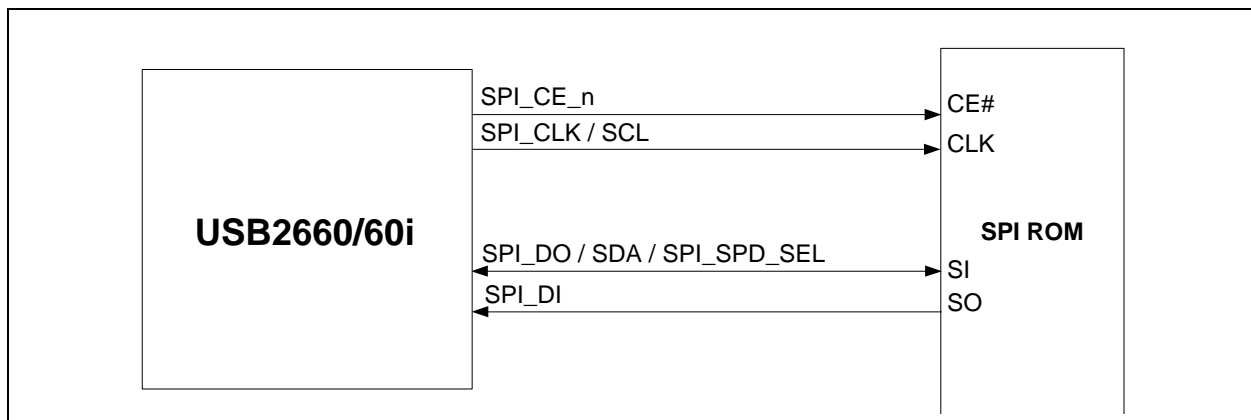 SPI_CE_n
CE#
SPI_CLK / SCL
CLK
USB2660/60i
SPI ROM
SPI_DO / SDA / SPI_SPD_SEL
SI
SPI_DI
SO